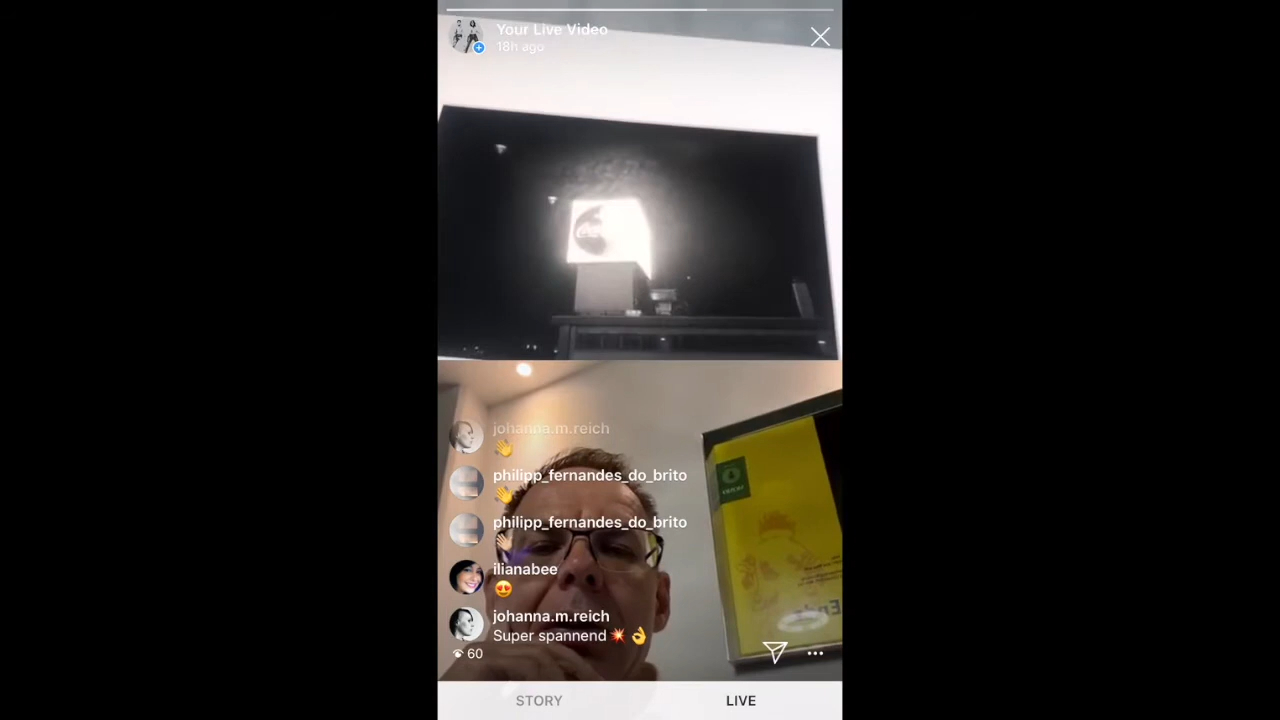 Your Live Video
18h ago
johanna.m.reich
👋
philipp_fernandes_do_brito
👋
philipp_fernandes_do_brito
👋
ilianabee
😍
johanna.m.reich
Super spannend 💥 👌
60
STORY LIVE